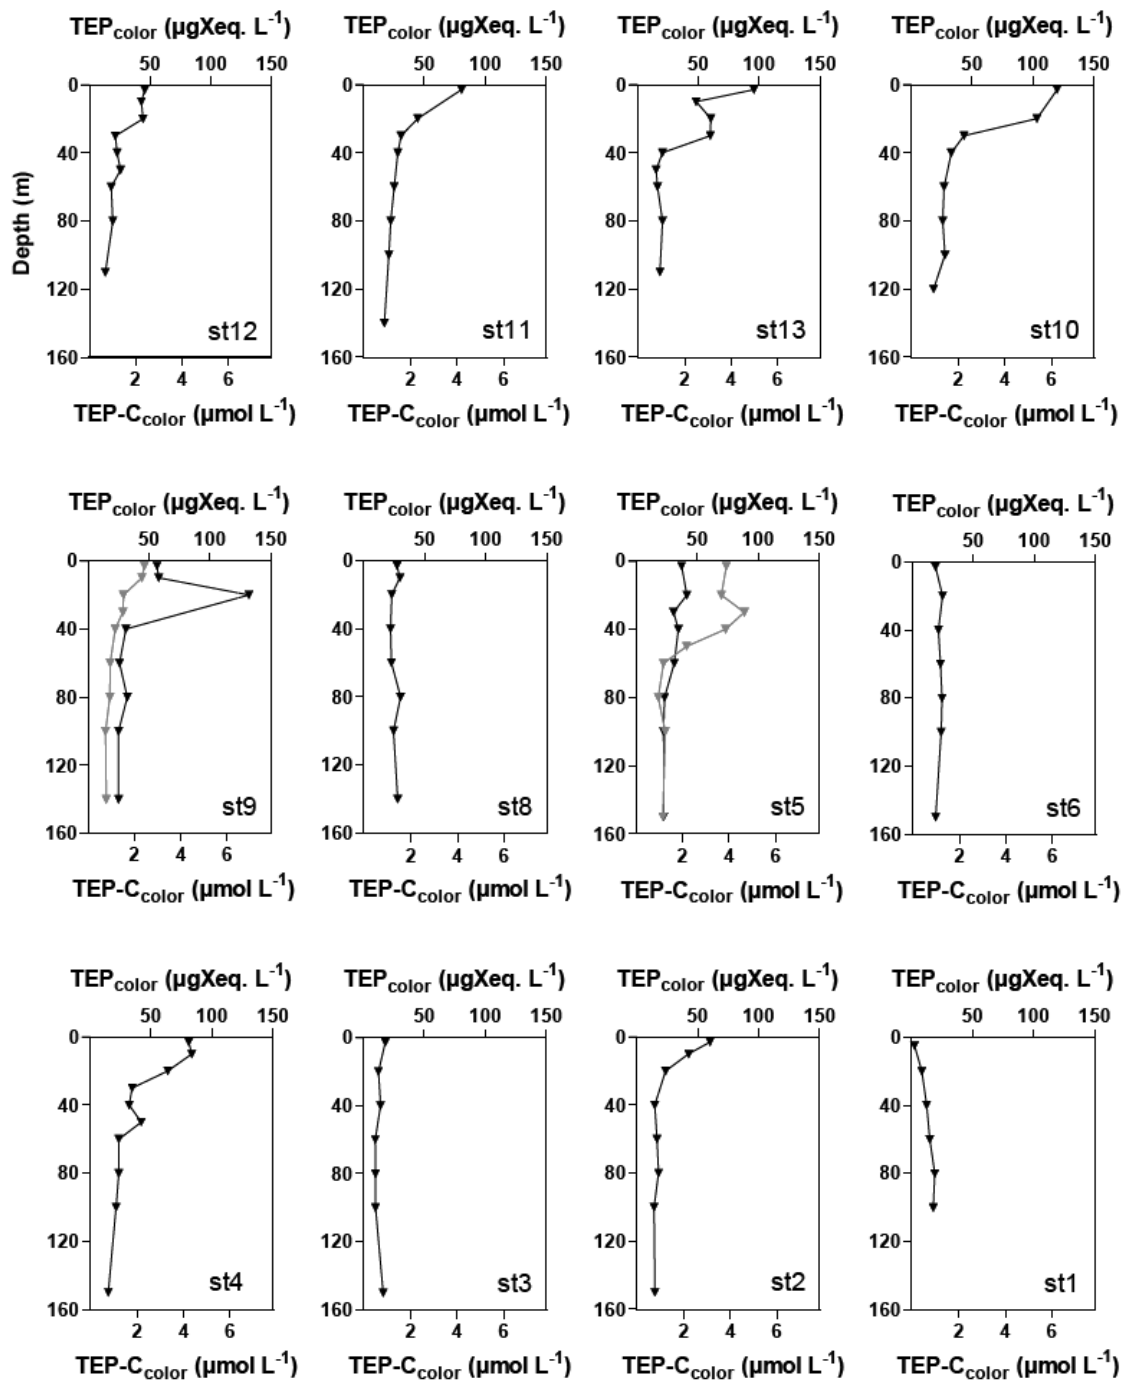 TEPcolor (µgXeq. L-1) TEPcolor (µgXeq. L-1) TEPcolor (µgXeq. L-1) TEPcolor (µgXeq. L-1)
50 100 150 50 100 150 50 100 150 50 100 150
0 0 0 0
40 40 40 40
Depth (m)
80 80 80 80
120 120 120 120
st12 st11 st13 st10
160 160 160 160
2 4 6 2 4 6 2 4 6 2 4 6
TEP-Ccolor (µmol L-1) TEP-Ccolor (µmol L-1) TEP-Ccolor (µmol L-1) TEP-Ccolor (µmol L-1)
TEPcolor (µgXeq. L-1) TEPcolor (µgXeq. L-1) TEPcolor (µgXeq. L-1) TEPcolor (µgXeq. L-1)
50 100 150 50 100 150 50 100 150 50 100 150
0 0 0 0
40 40 40 40
80 80 80 80
120 120 120 120
st9 st8 st5 st6
160 160 160 160
2 4 6 2 4 6 2 4 6 2 4 6
TEP-Ccolor (µmol L-1) TEP-Ccolor (µmol L-1) TEP-Ccolor (µmol L-1) TEP-Ccolor (µmol L-1)
TEPcolor (µgXeq. L-1) TEPcolor (µgXeq. L-1) TEPcolor (µgXeq. L-1) TEPcolor (µgXeq. L-1)
50 100 150 50 100 150 50 100 150 50 100 150
0 0 0 0
40 40 40 40
80 80 80 80
120 120 120 120
st4 st3 st2 st1
160 160 160 160
2 4 6 2 4 6 2 4 6 2 4 6
TEP-Ccolor (µmol L-1) TEP-Ccolor (µmol L-1) TEP-Ccolor (µmol L-1) TEP-Ccolor (µmol L-1)